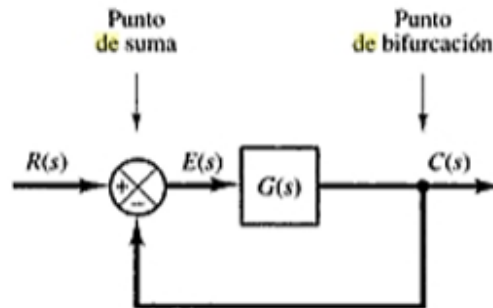 Punto
de suma
Punto
de bifurcación
R(s)
E(s)
G(s)
C(s)
+
−